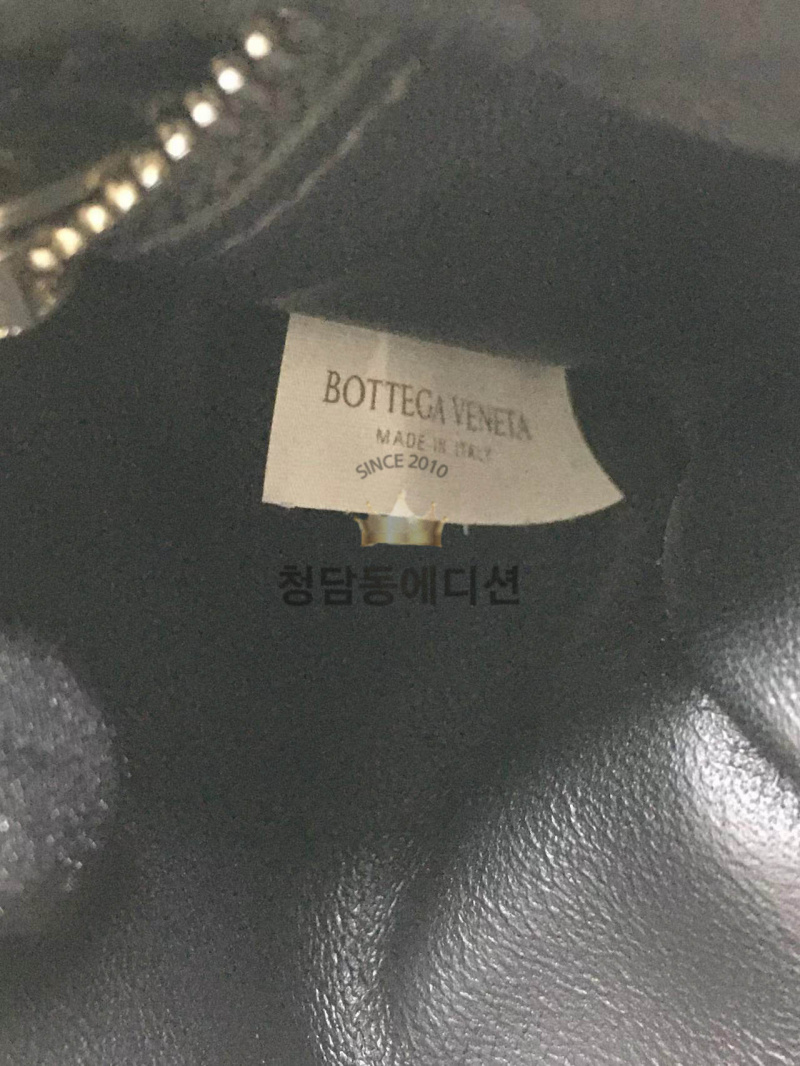 BOTTEGA VENETA
MADE IN ITALY
SINCE 2010
청담동에디션